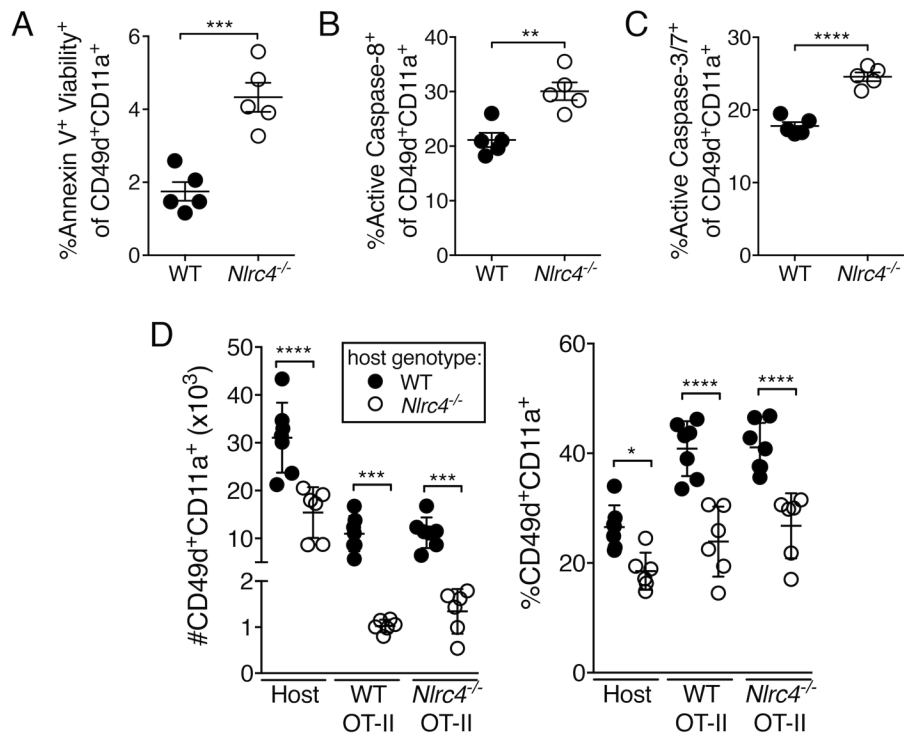 A
%Annexin V⁺ Viability⁺
of CD49d⁺CD11a⁺
6
4
2
0
***
WT
Nlrc4⁻/⁻
B
%Active Caspase-8⁺
of CD49d⁺CD11a⁺
40
30
20
10
0
**
WT
Nlrc4⁻/⁻
C
%Active Caspase-3/7⁺
of CD49d⁺CD11a⁺
30
20
10
0
****
WT
Nlrc4⁻/⁻
D
#CD49d⁺CD11a⁺ (x10³)
50
40
30
20
10
2
1
0
****
***
***
host genotype:
WT
Nlrc4⁻/⁻
Host
WT
OT-II
Nlrc4⁻/⁻
OT-II
%CD49d⁺CD11a⁺
60
40
20
0
*
****
****
Host
WT
OT-II
Nlrc4⁻/⁻
OT-II